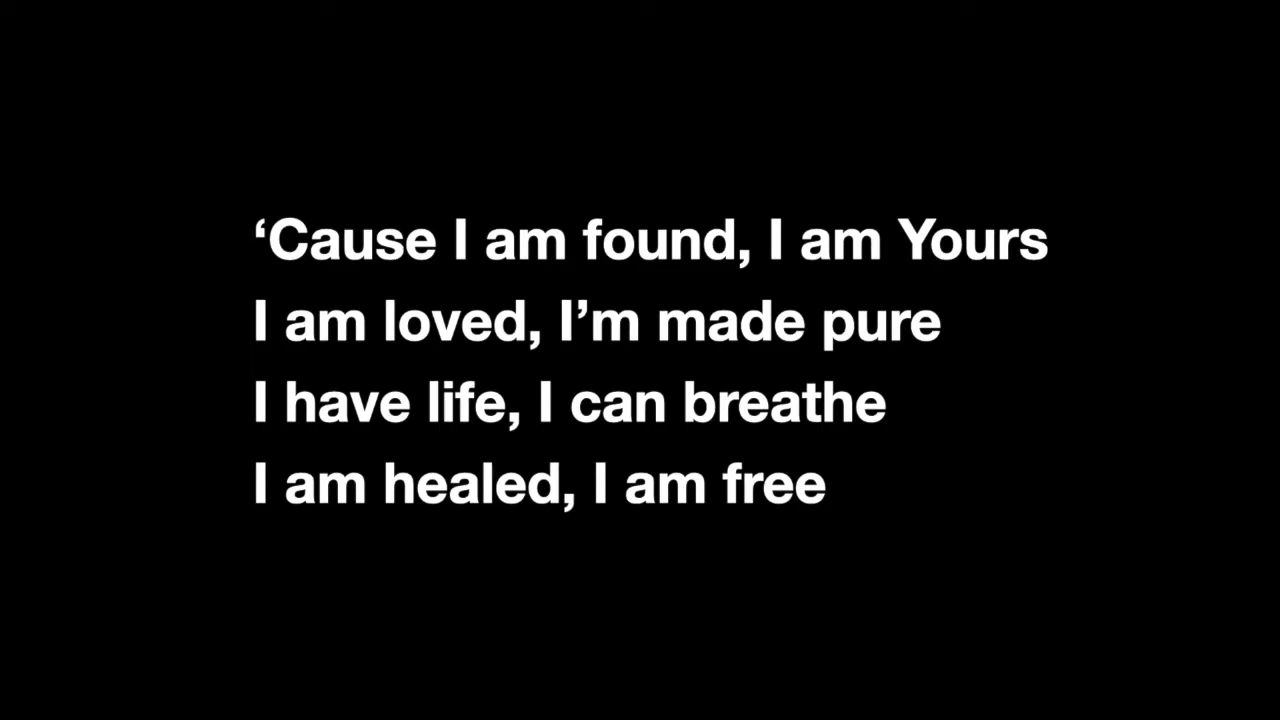 ‘Cause I am found, I am Yours
I am loved, I’m made pure
I have life, I can breathe
I am healed, I am free